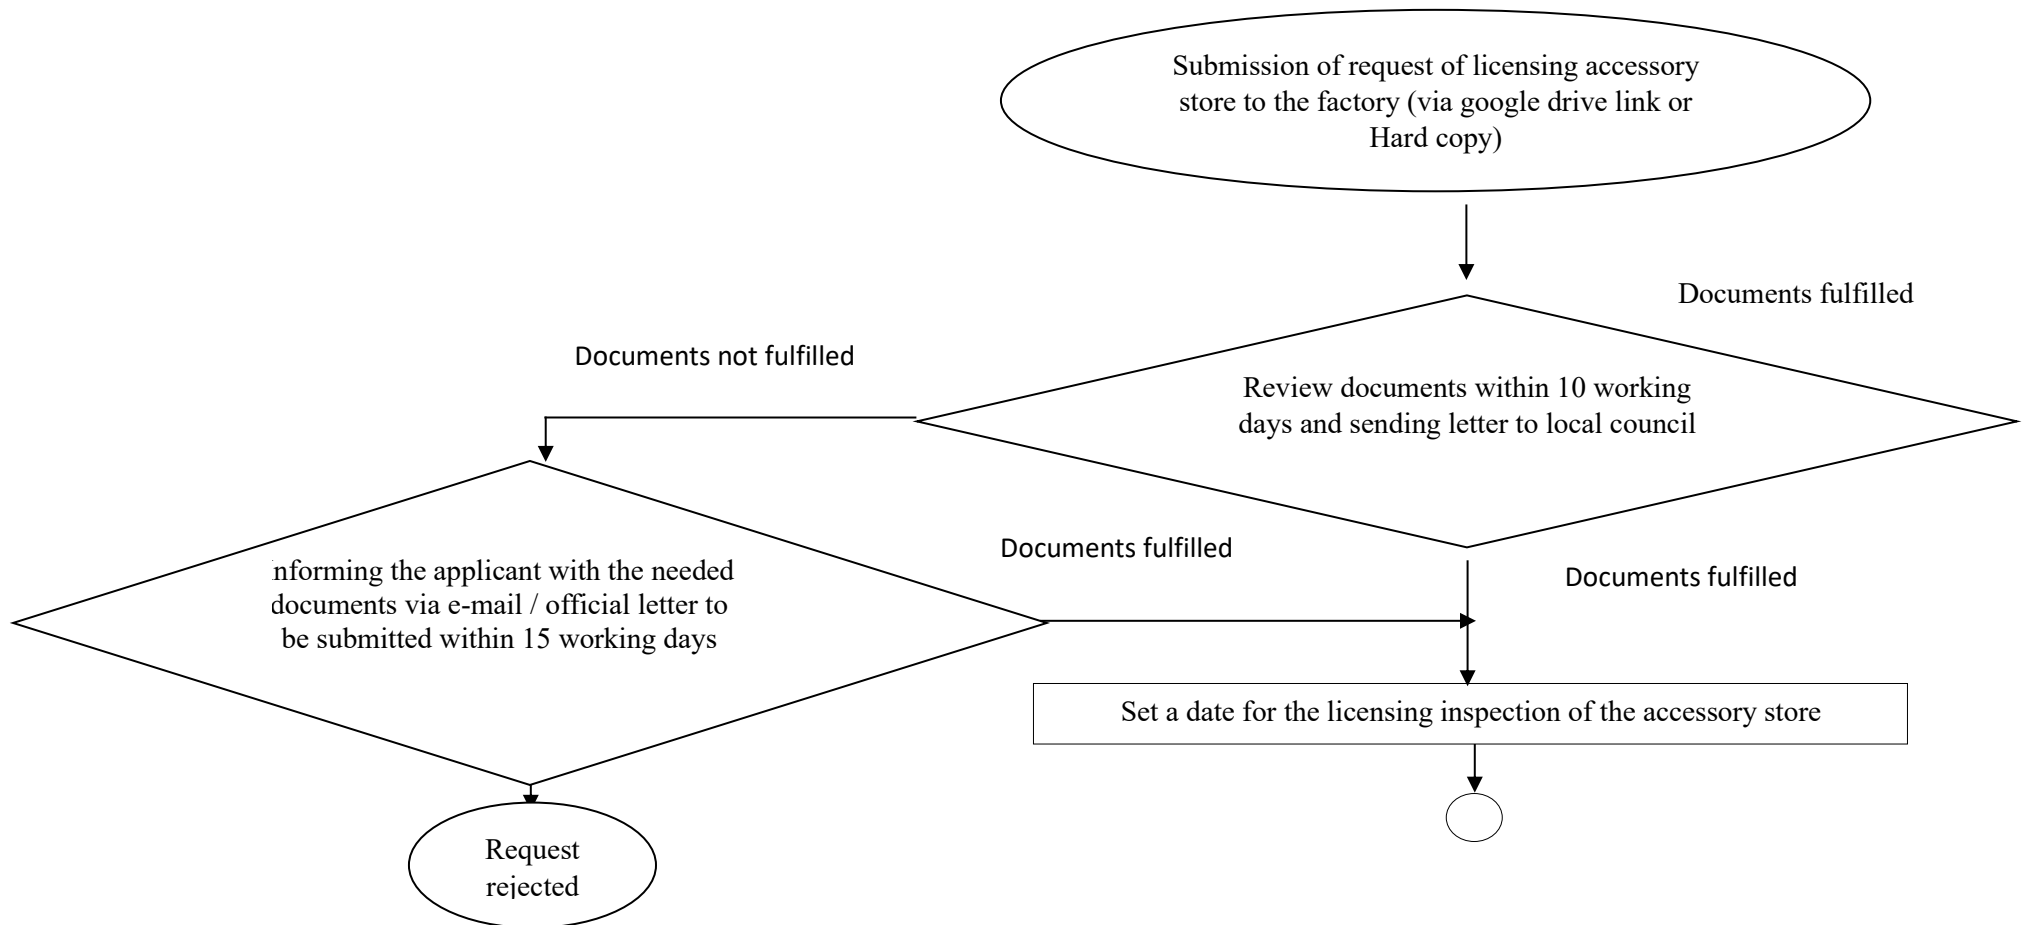 Submission of request of licensing accessory
store to the factory (via google drive link or
Hard copy)
Documents fulfilled
Documents not fulfilled
Review documents within 10 working
days and sending letter to local council
Documents fulfilled
Documents fulfilled
nforming the applicant with the needed
documents via e-mail / official letter to
be submitted within 15 working days
Set a date for the licensing inspection of the accessory store
Request
rejected